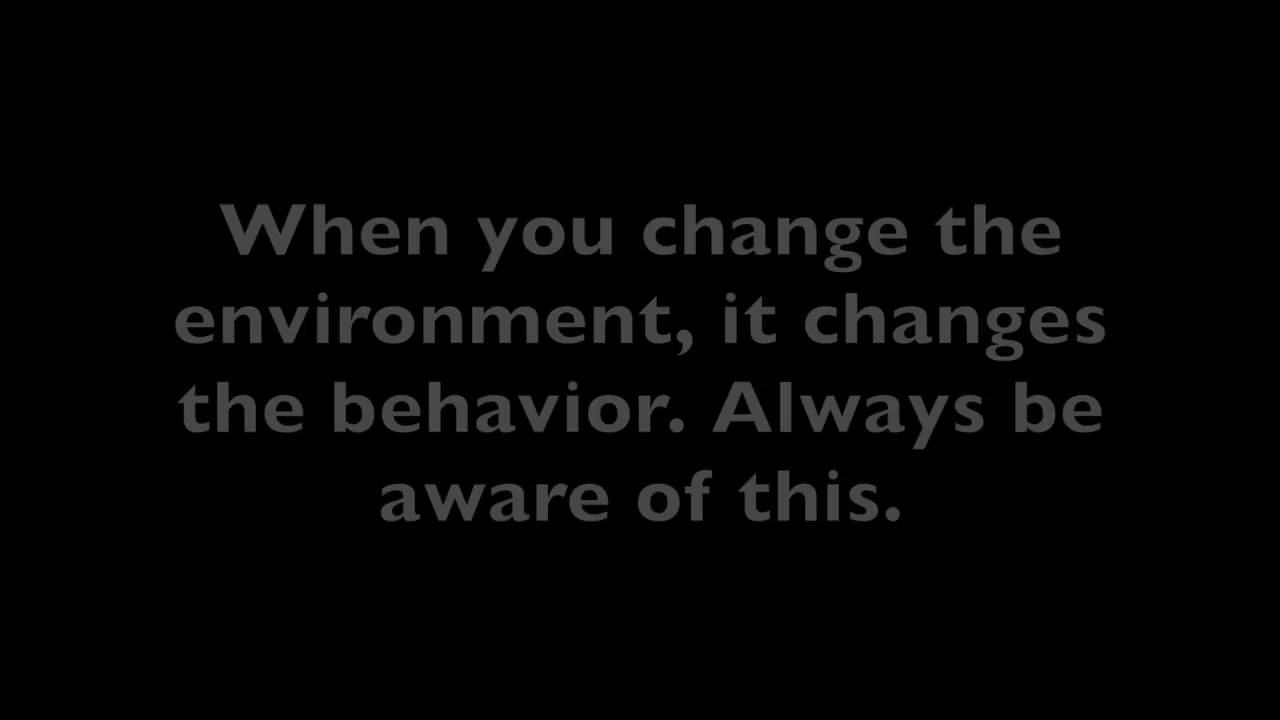 When you change the
environment, it changes
the behavior. Always be
aware of this.